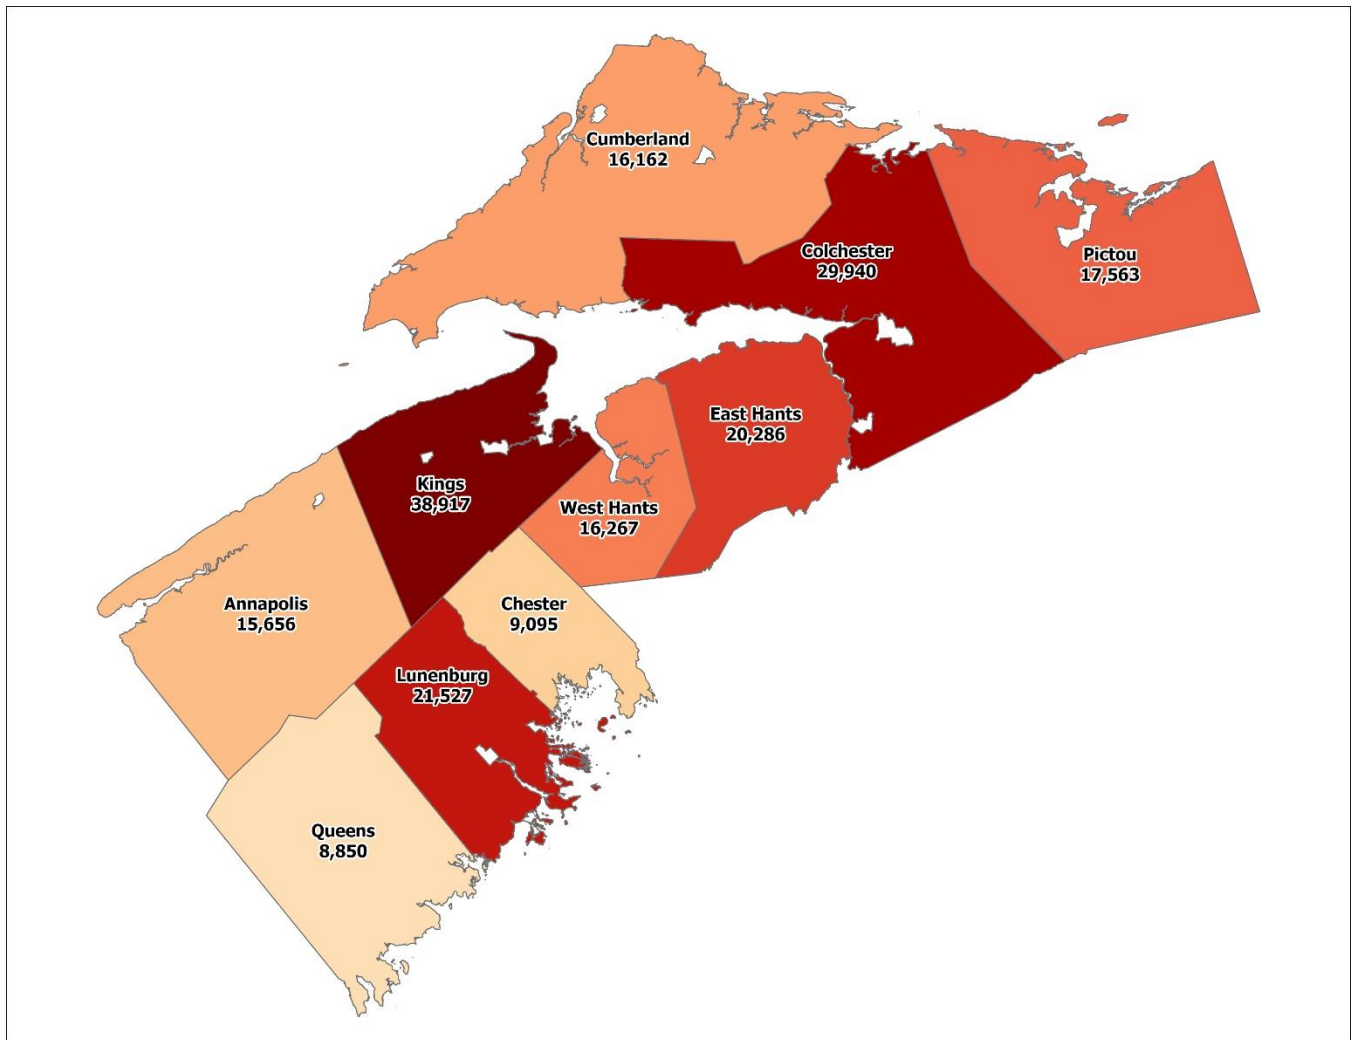 Cumberland
16,162
Colchester
29,940
Pictou
17,563
East Hants
20,286
Kings
38,917
West Hants
16,267
Annapolis
15,656
Chester
9,095
Lunenburg
21,527
Queens
8,850